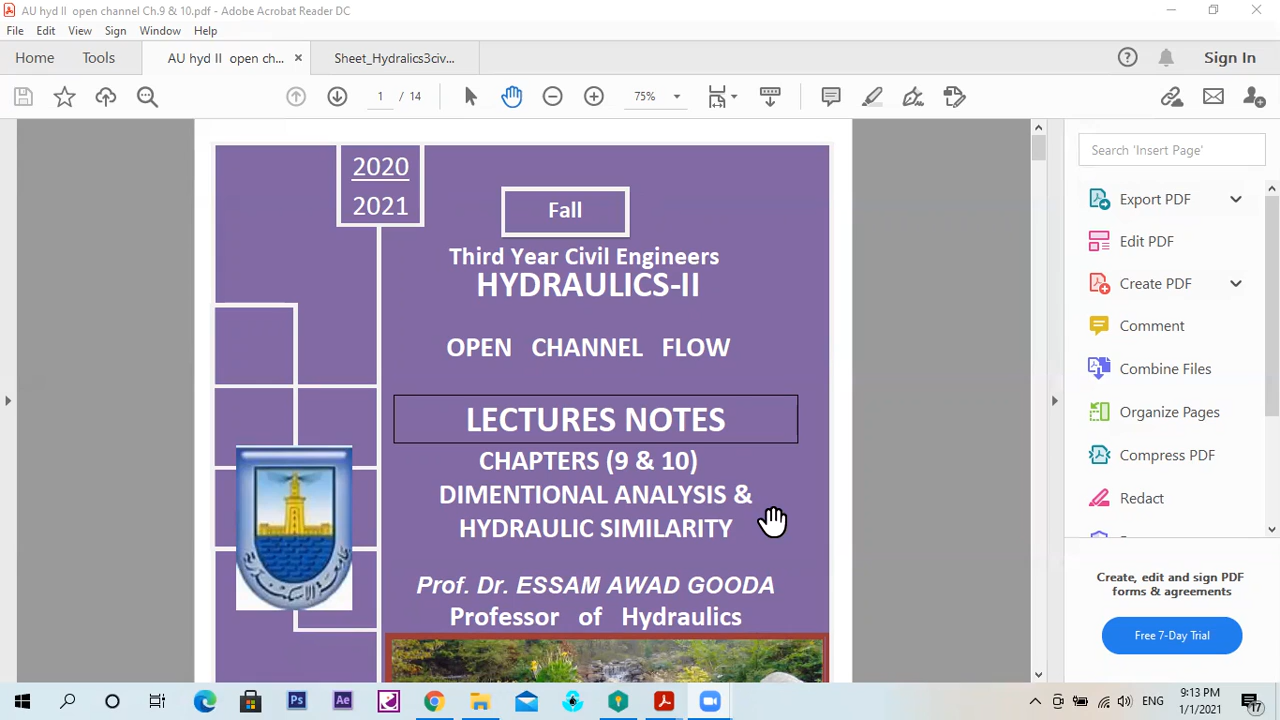 AU hyd II open channel Ch.9 & 10.pdf - Adobe Acrobat Reader DC
File Edit View Sign Window Help
Home Tools AU hyd II open ch... × Sheet_Hydralics3civ... Sign In
1 / 14 75%
2020
2021
Fall
Third Year Civil Engineers
HYDRAULICS-II
OPEN CHANNEL FLOW
LECTURES NOTES
CHAPTERS (9 & 10)
DIMENTIONAL ANALYSIS &
HYDRAULIC SIMILARITY
Prof. Dr. ESSAM AWAD GOODA
Professor of Hydraulics
Search 'Insert Page'
Export PDF
Edit PDF
Create PDF
Comment
Combine Files
Organize Pages
Compress PDF
Redact
Create, edit and sign PDF
forms & agreements
Free 7-Day Trial
Ps Ae ENG 9:13 PM
1/1/2021 17